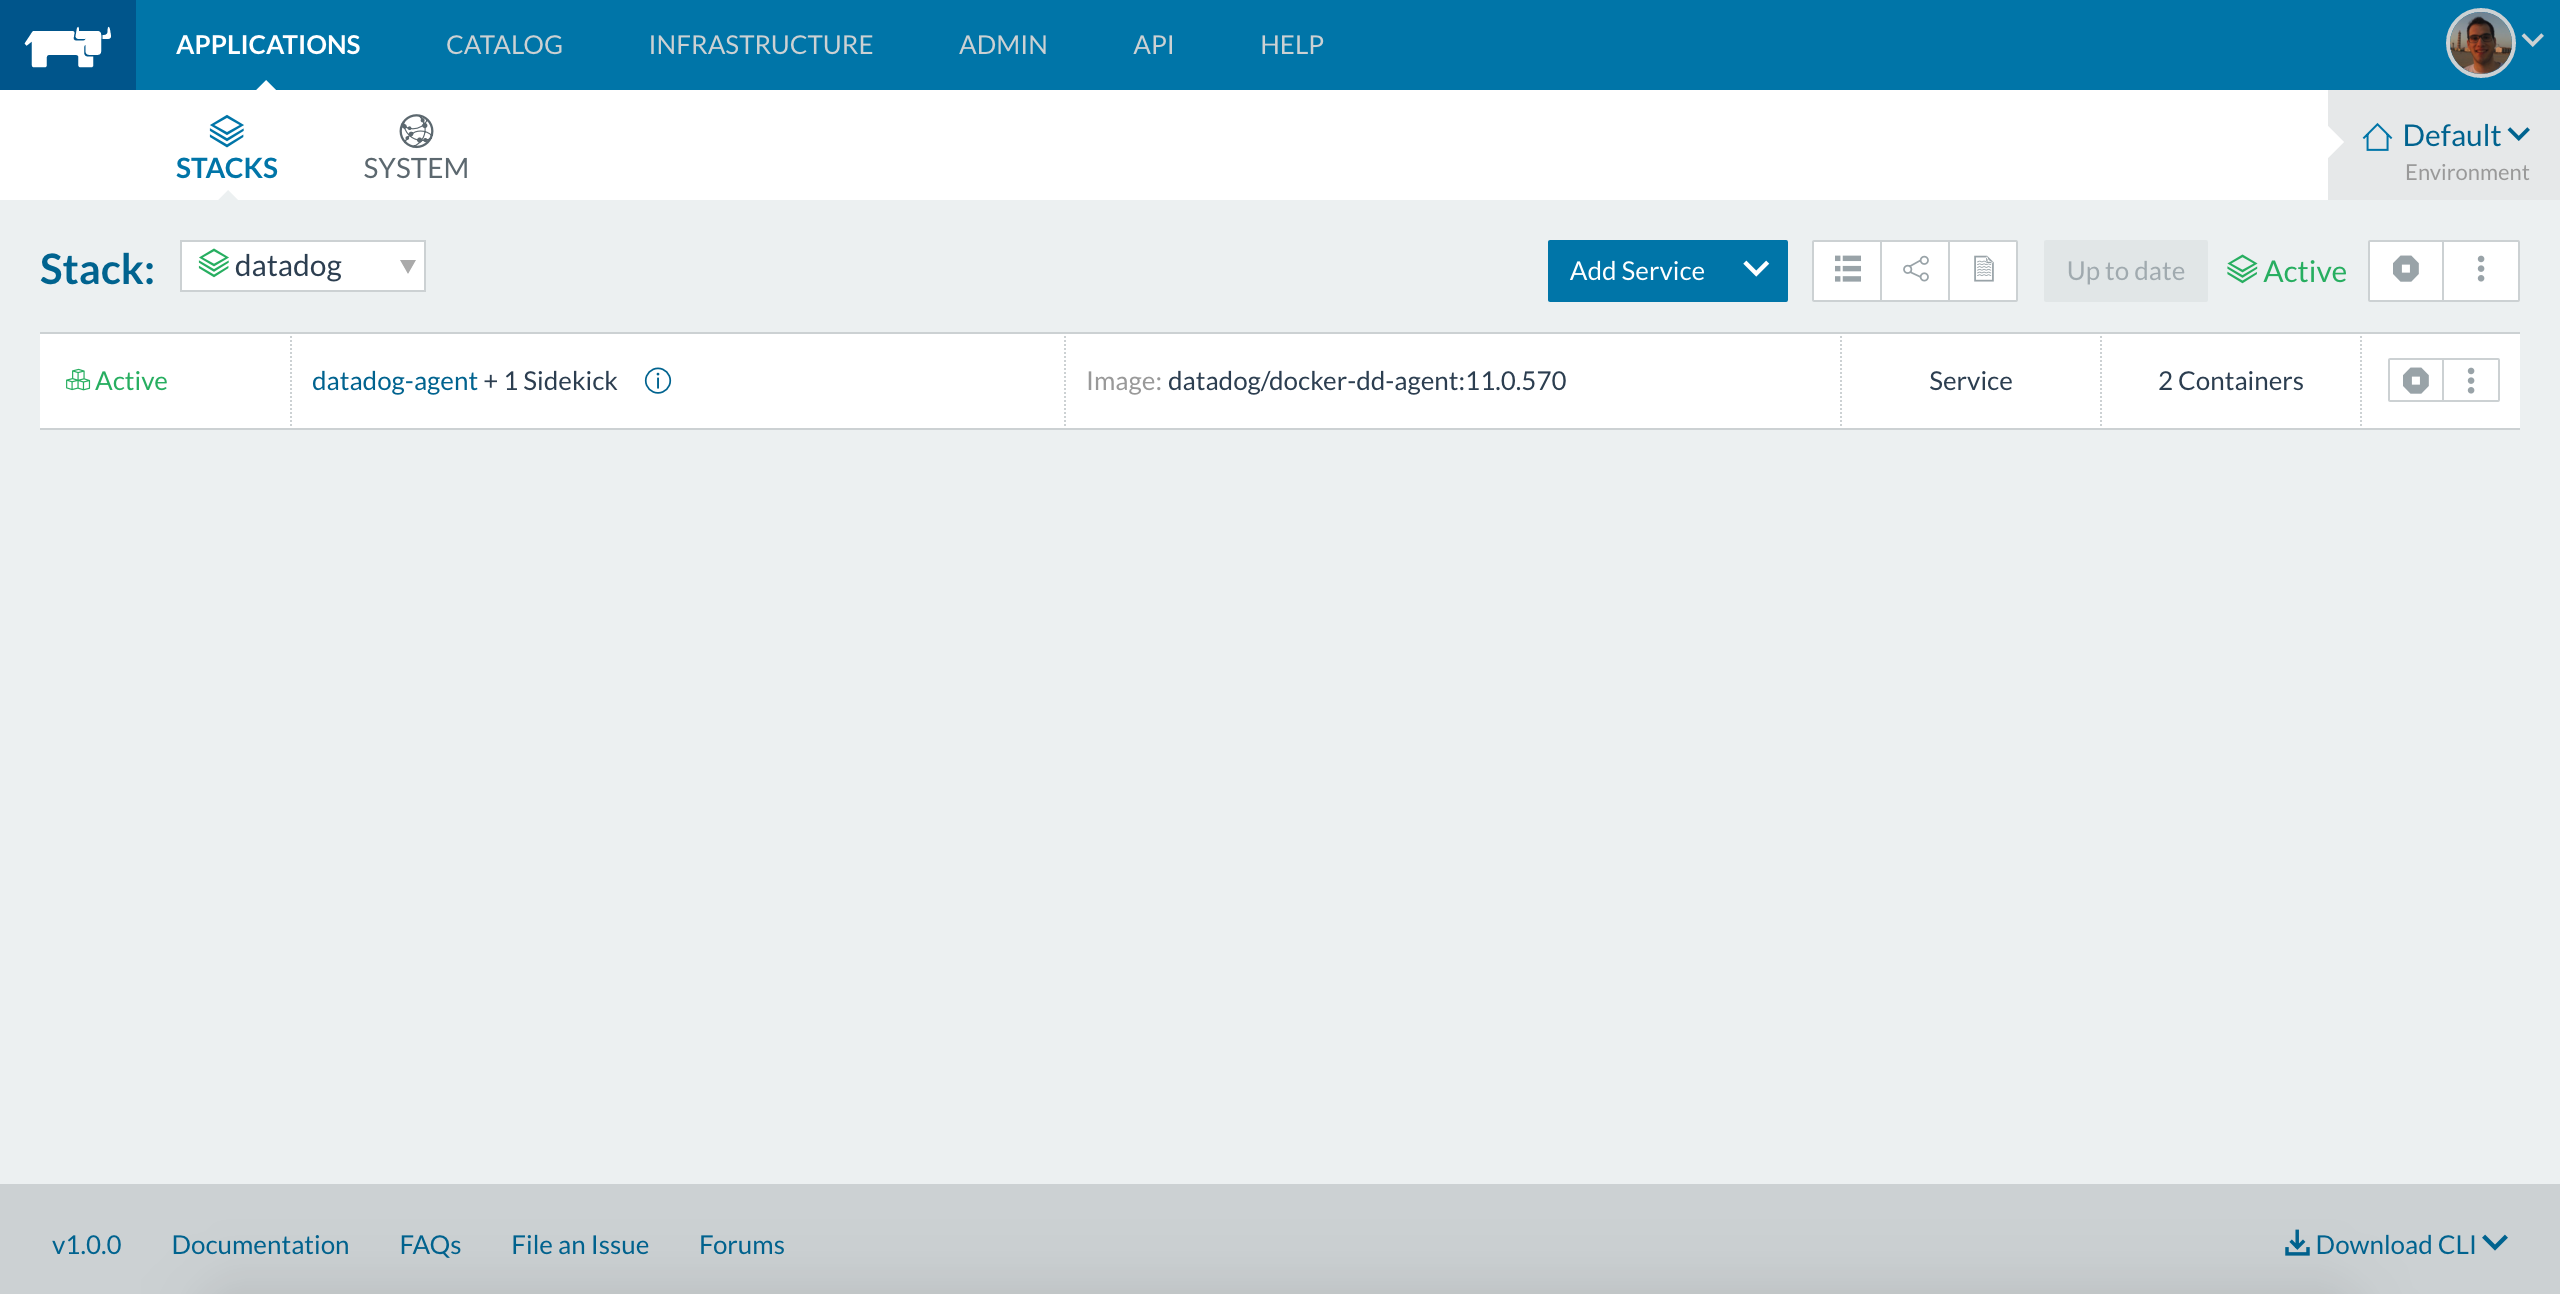 APPLICATIONS CATALOG INFRASTRUCTURE ADMIN API HELP
STACKS SYSTEM
Default
Environment
Stack: datadog Add Service Up to date Active
Active datadog-agent + 1 Sidekick Image: datadog/docker-dd-agent:11.0.570 Service 2 Containers
v1.0.0 Documentation FAQs File an Issue Forums Download CLI